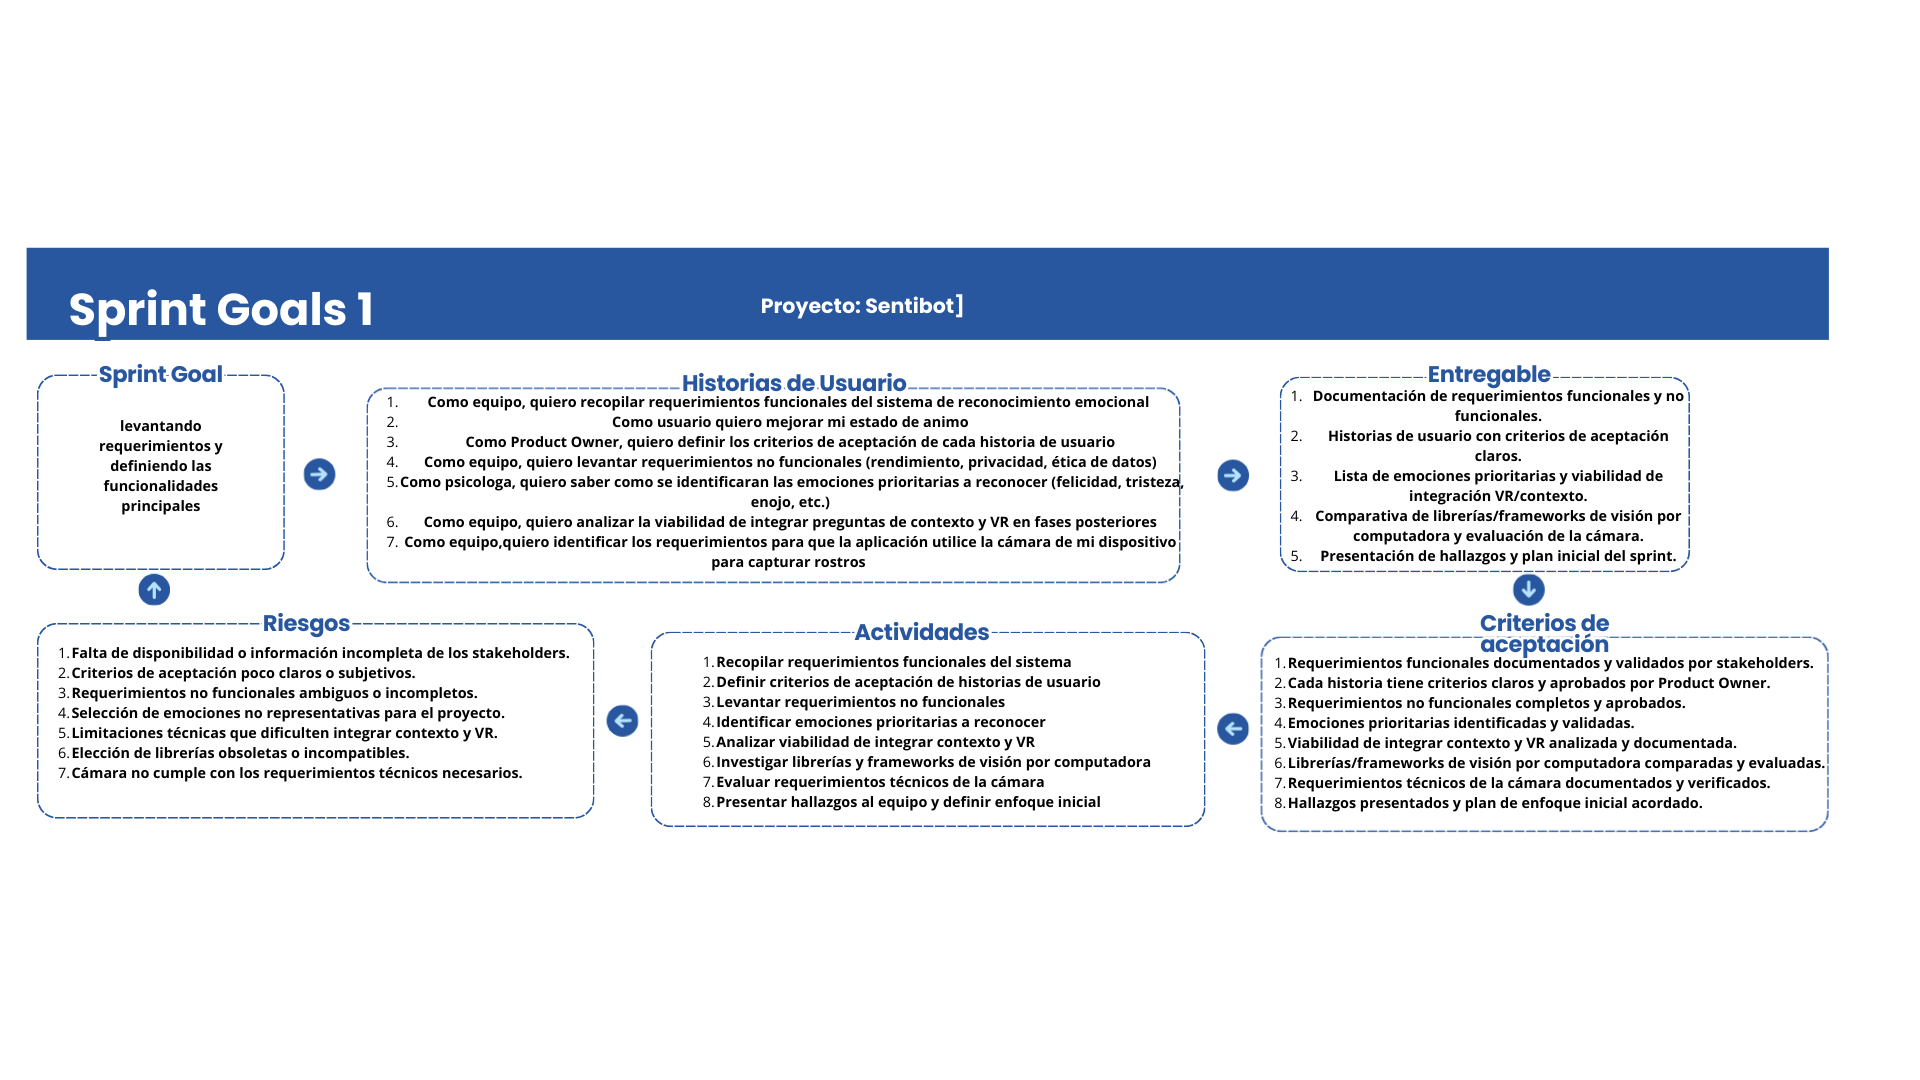 Sprint Goals 1
Proyecto: Sentibot]
Sprint Goal
levantando
requerimientos y
definiendo las
funcionalidades
principales
Historias de Usuario
1. Como equipo, quiero recopilar requerimientos funcionales del sistema de reconocimiento emocional
2. Como usuario quiero mejorar mi estado de animo
3. Como Product Owner, quiero definir los criterios de aceptación de cada historia de usuario
4. Como equipo, quiero levantar requerimientos no funcionales (rendimiento, privacidad, ética de datos)
5. Como psicologa, quiero saber como se identificaran las emociones prioritarias a reconocer (felicidad, tristeza,
enojo, etc.)
6. Como equipo, quiero analizar la viabilidad de integrar preguntas de contexto y VR en fases posteriores
7. Como equipo,quiero identificar los requerimientos para que la aplicación utilice la cámara de mi dispositivo
para capturar rostros
Entregable
1. Documentación de requerimientos funcionales y no
funcionales.
2. Historias de usuario con criterios de aceptación
claros.
3. Lista de emociones prioritarias y viabilidad de
integración VR/contexto.
4. Comparativa de librerías/frameworks de visión por
computadora y evaluación de la cámara.
5. Presentación de hallazgos y plan inicial del sprint.
Riesgos
1. Falta de disponibilidad o información incompleta de los stakeholders.
2. Criterios de aceptación poco claros o subjetivos.
3. Requerimientos no funcionales ambiguos o incompletos.
4. Selección de emociones no representativas para el proyecto.
5. Limitaciones técnicas que dificulten integrar contexto y VR.
6. Elección de librerías obsoletas o incompatibles.
7. Cámara no cumple con los requerimientos técnicos necesarios.
Actividades
1. Recopilar requerimientos funcionales del sistema
2. Definir criterios de aceptación de historias de usuario
3. Levantar requerimientos no funcionales
4. Identificar emociones prioritarias a reconocer
5. Analizar viabilidad de integrar contexto y VR
6. Investigar librerías y frameworks de visión por computadora
7. Evaluar requerimientos técnicos de la cámara
8. Presentar hallazgos al equipo y definir enfoque inicial
Criterios de
aceptación
1. Requerimientos funcionales documentados y validados por stakeholders.
2. Cada historia tiene criterios claros y aprobados por Product Owner.
3. Requerimientos no funcionales completos y aprobados.
4. Emociones prioritarias identificadas y validadas.
5. Viabilidad de integrar contexto y VR analizada y documentada.
6. Librerías/frameworks de visión por computadora comparadas y evaluadas.
7. Requerimientos técnicos de la cámara documentados y verificados.
8. Hallazgos presentados y plan de enfoque inicial acordado.